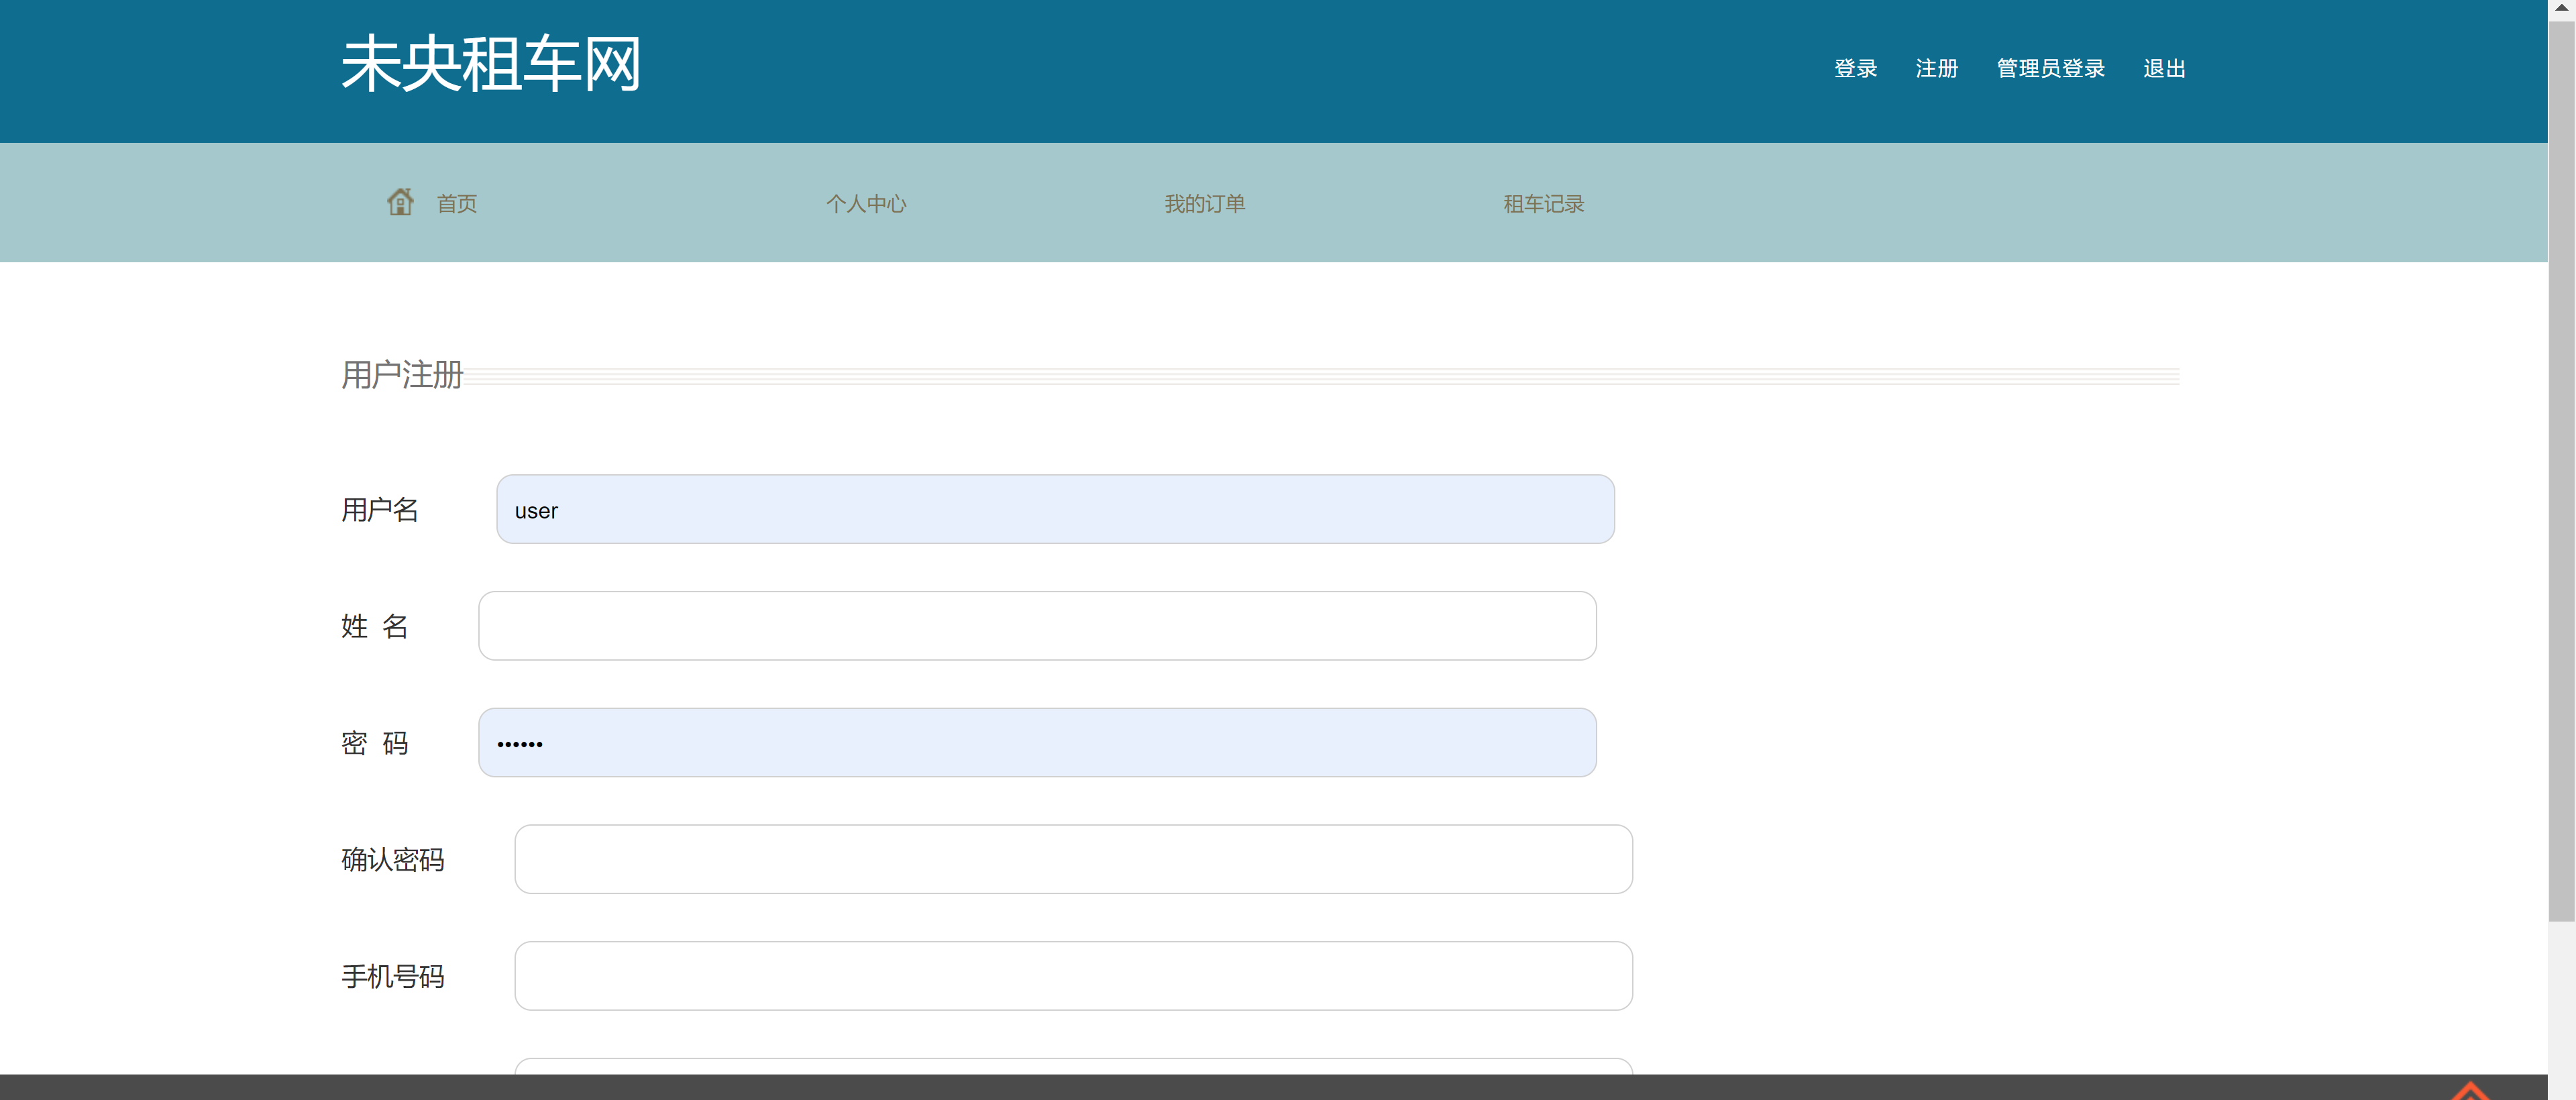 未央租车网
登录 注册 管理员登录 退出
首页 个人中心 我的订单 租车记录
用户注册
用户名 user
姓 名
密 码 ••••••
确认密码
手机号码